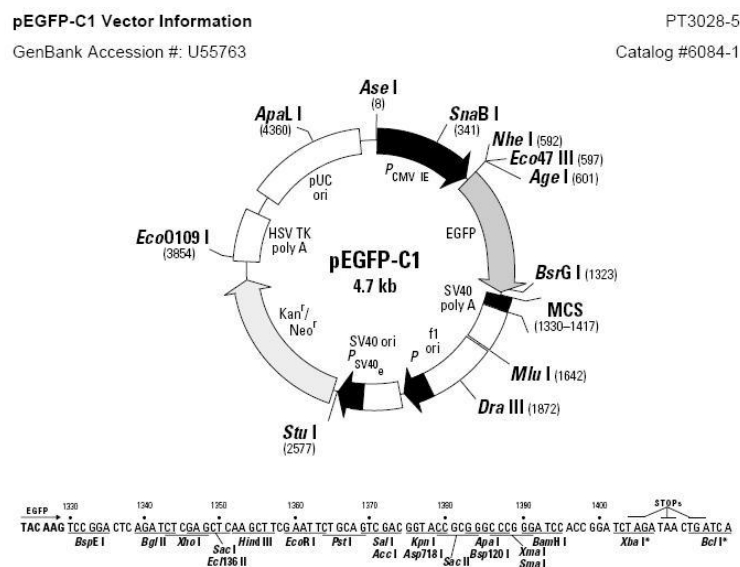 pEGFP-C1 Vector Information
PT3028-5
GenBank Accession #: U55763
Catalog #6084-1
Ase I
(8)
SnaB I
(341)
ApaL I
(4360)
Nhe I (592)
Eco47 III (597)
Age I (601)
pUC
ori
P CMV IE
EGFP
EcoO109 I
(3854)
HSV TK
poly A
pEGFP-C1
4.7 kb
BsrG I (1323)
SV40
poly A
MCS
(1330–1417)
Kanr/
Neor
SV40 ori
P SV40e
f1
ori
P
Mlu I (1642)
Dra III (1872)
Stu I
(2577)
EGFP
1330 1340 1350 1360 1370 1380 1390 1400
STOPs
TAC AAG TCC GGA CTC AGA TCT CGA GCT CAA GCT TCG AAT TCT GCA GTC GAC GGT ACC GCG GGC CCG GGA TCC ACC GGA TCT AGA TAA CTG ATC A
BspE I Bgl II Xho I Hind III EcoR I Pst I Sal I Kpn I Apa I BamH I Xba I* Bcl I*
Sac I Acc I Asp718 I Bsp120 I Xma I
Ecl136 II Sac II Sma I